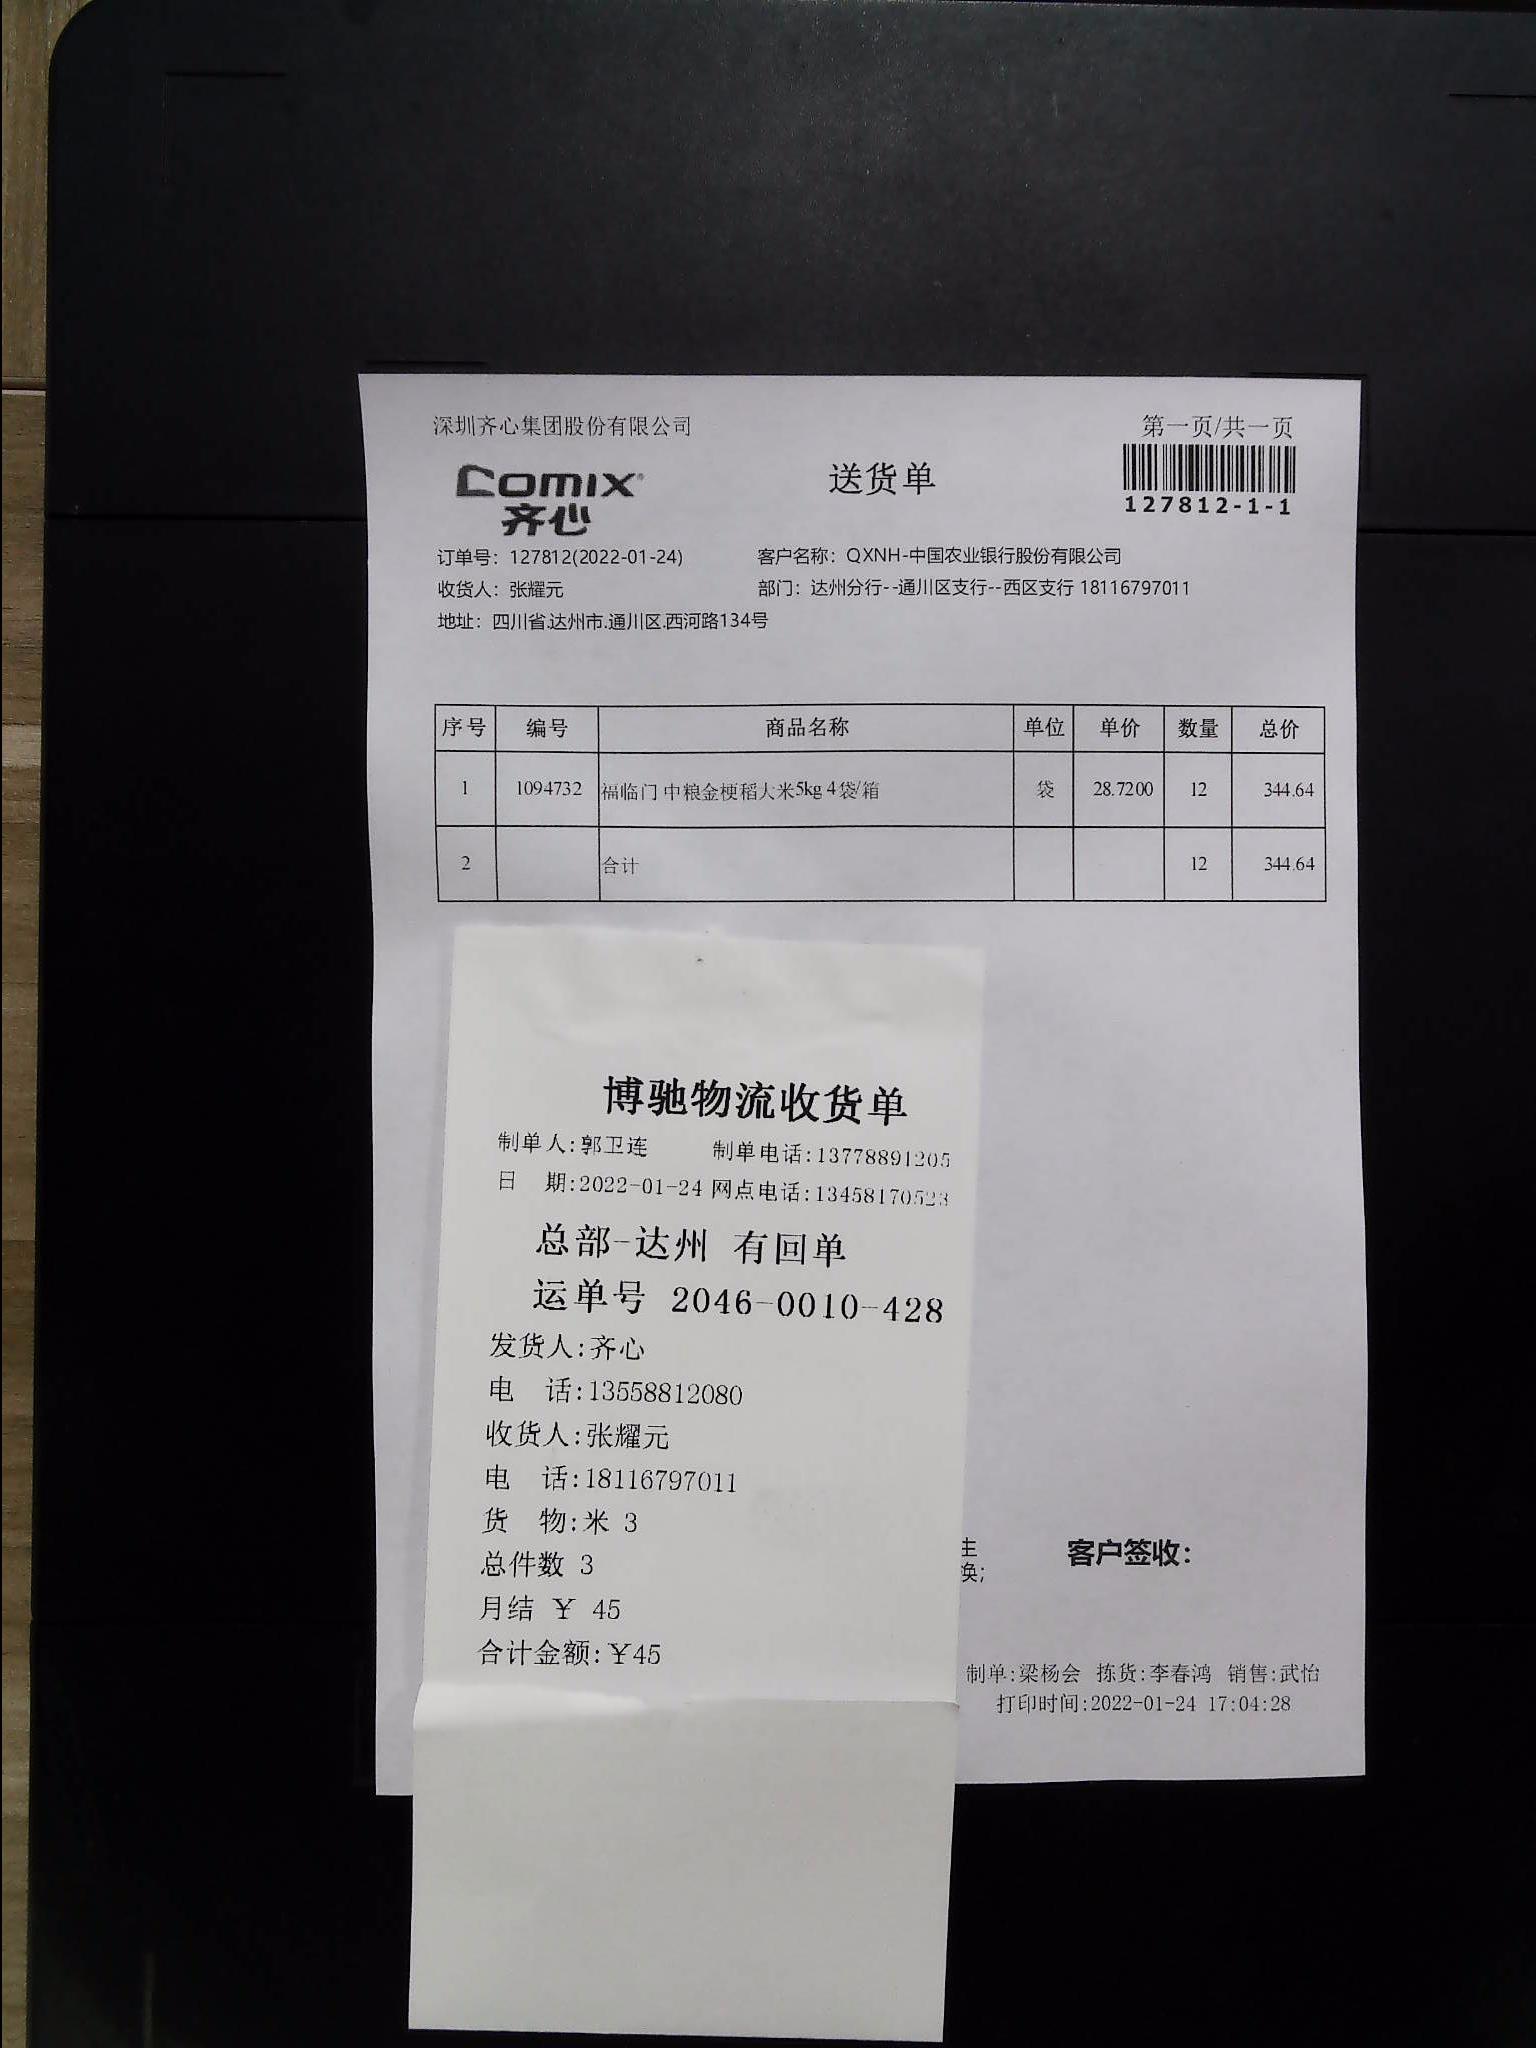 深圳齐心集团股份有限公司
第一页/共一页
Comix
齐心
送货单
127812-1-1
订单号：127812(2022-01-24) 客户名称：QXNH-中国农业银行股份有限公司
收货人：张耀元 部门：达州分行--通川区支行--西区支行 18116797011
地址：四川省.达州市.通川区.西河路134号
序号 编号 商品名称 单位 单价 数量 总价
1 1094732 福临门 中粮金梗稻大米5kg 4袋/箱 袋 28.7200 12 344.64
2 合计 12 344.64
博驰物流收货单
制单人:郭卫连 制单电话:13778891205
日 期:2022-01-24 网点电话:13458170523
总部-达州 有回单
运单号 2046-0010-428
发货人:齐心
电 话:13558812080
收货人:张耀元
电 话:18116797011
货 物:米 3
总件数 3
月结 ￥ 45
合计金额:￥45
主
换;
客户签收：
制单:梁杨会 拣货:李春鸿 销售:武怡
打印时间:2022-01-24 17:04:28